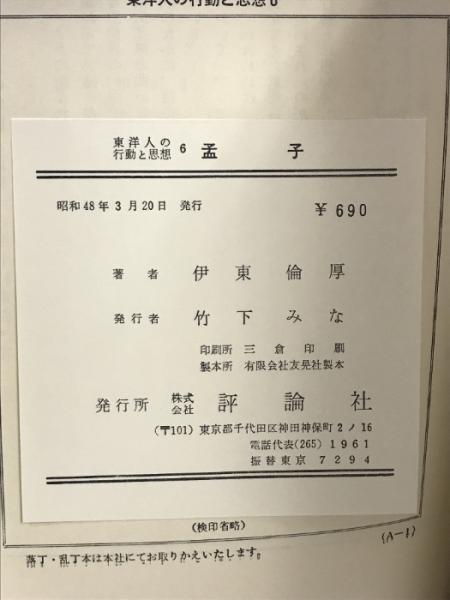 東洋人の行動と思想6
東洋人の
行動と思想 6 孟子
昭和48年3月20日 発行
¥690
著者 伊東倫厚
発行者 竹下みな
印刷所 三倉印刷
製本所 有限会社友晃社製本
発行所 株式会社 評論社
(〒101) 東京都千代田区神田神保町2ノ16
電話代表(265)1961
振替東京 7294
(検印省略)
(A-1)
落丁・乱丁本は本社にてお取りかえいたします。